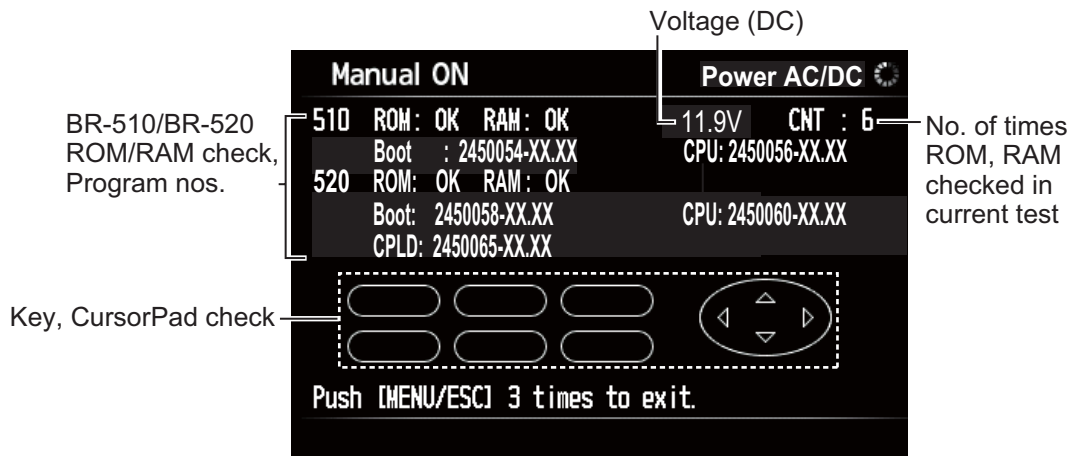 Voltage (DC)
Manual ON Power AC/DC
BR-510/BR-520
ROM/RAM check,
Program nos.
510 ROM: OK RAM: OK 11.9V CNT : 6
Boot : 2450054-XX.XX CPU: 2450056-XX.XX
520 ROM: OK RAM: OK
Boot: 2450058-XX.XX CPU: 2450060-XX.XX
CPLD: 2450065-XX.XX
No. of times
ROM, RAM
checked in
current test
Key, CursorPad check
Push [MENU/ESC] 3 times to exit.